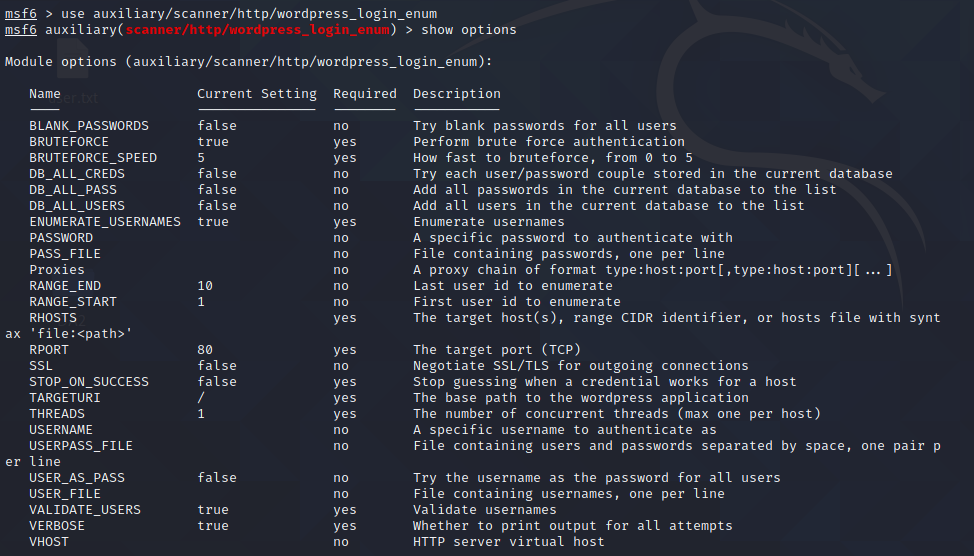 msf6 > use auxiliary/scanner/http/wordpress_login_enum
msf6 auxiliary(scanner/http/wordpress_login_enum) > show options
Module options (auxiliary/scanner/http/wordpress_login_enum):
Name Current Setting Required Description
BLANK_PASSWORDS false no Try blank passwords for all users
BRUTEFORCE true yes Perform brute force authentication
BRUTEFORCE_SPEED 5 yes How fast to bruteforce, from 0 to 5
DB_ALL_CREDS false no Try each user/password couple stored in the current database
DB_ALL_PASS false no Add all passwords in the current database to the list
DB_ALL_USERS false no Add all users in the current database to the list
ENUMERATE_USERNAMES true yes Enumerate usernames
PASSWORD no A specific password to authenticate with
PASS_FILE no File containing passwords, one per line
Proxies no A proxy chain of format type:host:port[,type:host:port][...]
RANGE_END 10 no Last user id to enumerate
RANGE_START 1 no First user id to enumerate
RHOSTS yes The target host(s), range CIDR identifier, or hosts file with synt
ax 'file:<path>'
RPORT 80 yes The target port (TCP)
SSL false no Negotiate SSL/TLS for outgoing connections
STOP_ON_SUCCESS false yes Stop guessing when a credential works for a host
TARGETURI / yes The base path to the wordpress application
THREADS 1 yes The number of concurrent threads (max one per host)
USERNAME no A specific username to authenticate as
USERPASS_FILE no File containing users and passwords separated by space, one pair p
er line
USER_AS_PASS false no Try the username as the password for all users
USER_FILE no File containing usernames, one per line
VALIDATE_USERS true yes Validate usernames
VERBOSE true yes Whether to print output for all attempts
VHOST no HTTP server virtual host